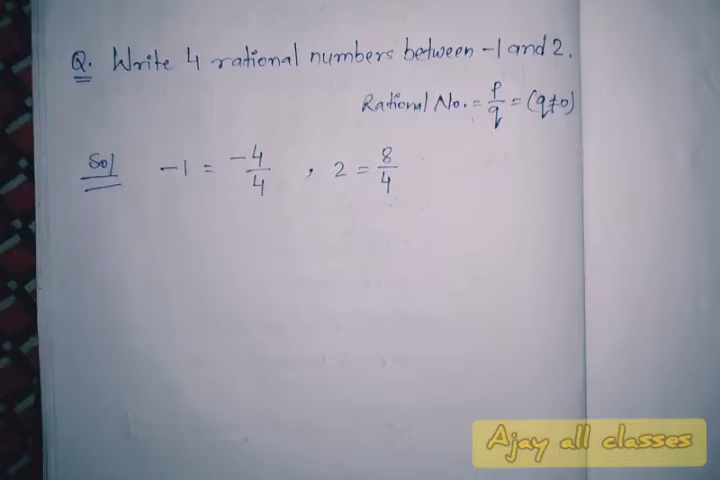 Q. Write 4 rational numbers between -1 and 2.
Rational No. = p/q = (q≠0)
Sol -1 = -4/4 , 2 = 8/4
Ajay all classes